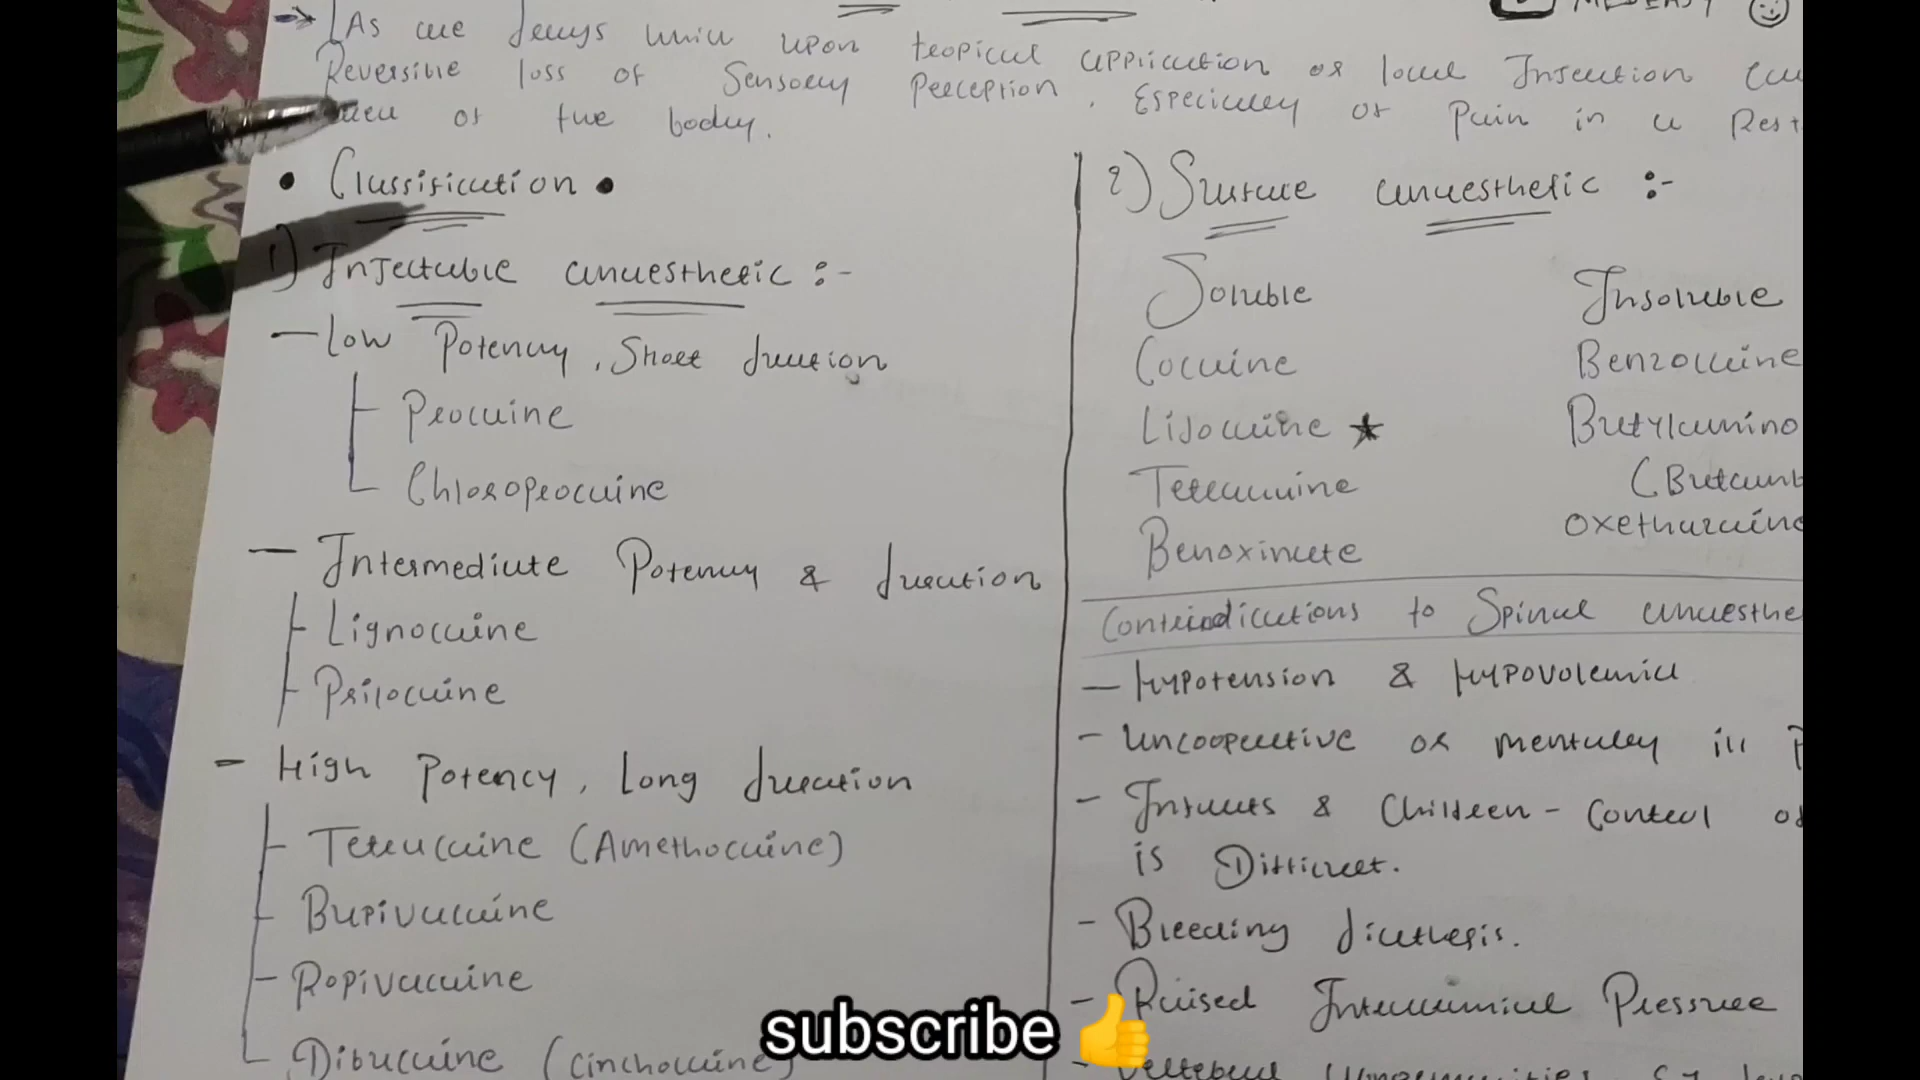 LAs are drugs which upon topical application or local Injection
Reversible loss of Sensory Perception, Especially of Pain in a Rest
area of the body.
• Classification •
1) Injectable anaesthetic :-
— Low Potency, Short duration
Procaine
Chloroprocaine
— Intermediate Potency & duration
Lignocaine
Prilocaine
- High Potency, Long duration
Tetracaine (Amethocaine)
Bupivacaine
Ropivacaine
Dibucaine (Cinchocaine)
2) Surface anaesthetic :-
Soluble Insoluble
Cocaine Benzocaine
Lidocaine ★ Butylamino
Tetracaine (Butamb
Benoxinate Oxethazaine
Contraindications to Spinal anaesthe
— Hypotension & Hypovolemia
- Uncooperative or mentally ill P
- Infants & Children - Control of
is Difficult.
- Bleeding diathesis.
- Raised Intracranial Pressure
- Vertebral
subscribe 👍